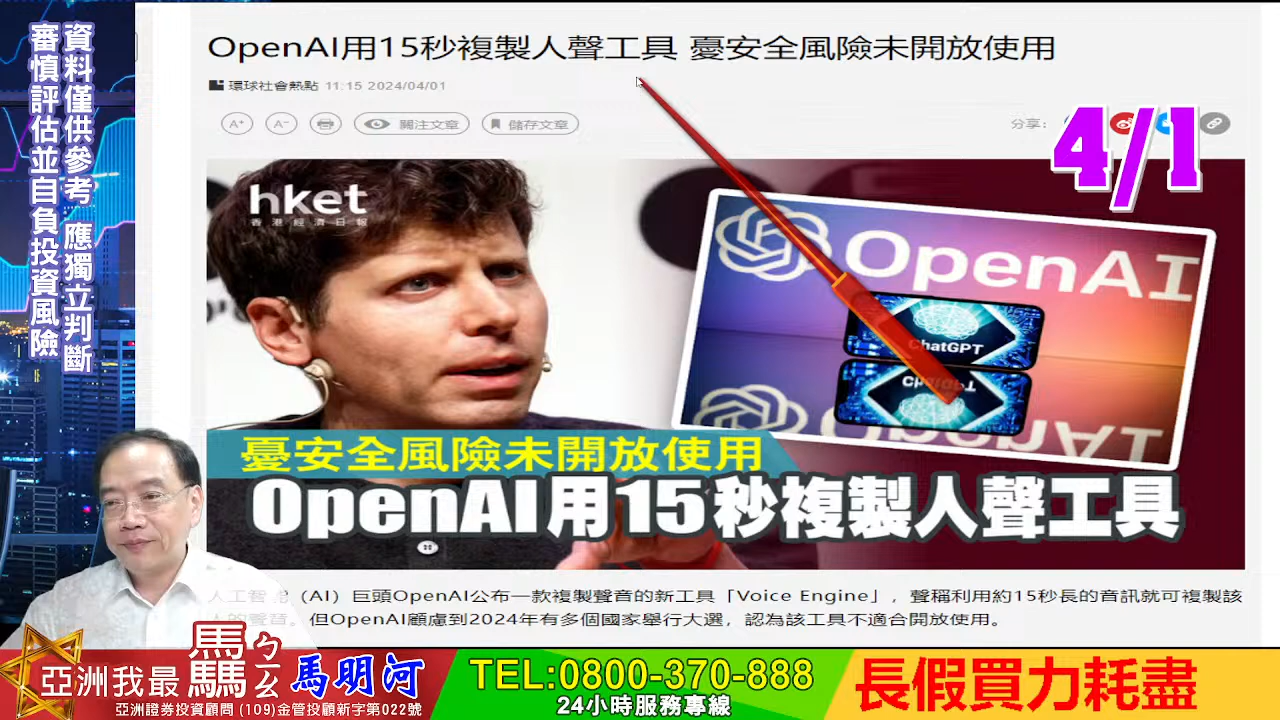 資料僅供參考 應獨立判斷
審慎評估並自負投資風險
OpenAI用15秒複製人聲工具 憂安全風險未開放使用
環球社會熱點 11:15 2024/04/01
A+ A- 關注文章 儲存文章 分享：
4/1
hket
香港經濟日報
OpenAI
ChatGPT
ChatGPT
OpenAI
憂安全風險未開放使用
OpenAI用15秒複製人聲工具
人工智能（AI）巨頭OpenAI公布一款複製聲音的新工具「Voice Engine」，聲稱利用約15秒長的音訊就可複製該
人的聲音。但OpenAI顧慮到2024年有多個國家舉行大選，認為該工具不適合開放使用。
亞洲我最馬驫ㄅㄧㄠ 馬明河
亞洲證券投資顧問 (109)金管投顧新字第022號
TEL:0800-370-888
24小時服務專線
長假買力耗盡